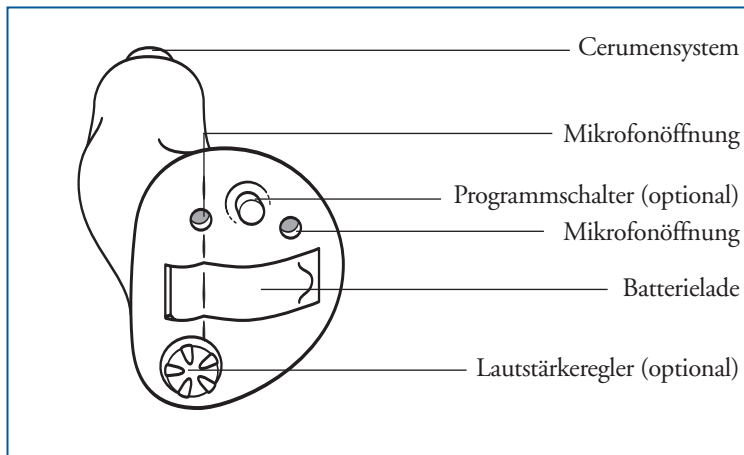 Cerumensystem
Mikrofonöffnung
Programmschalter (optional)
Mikrofonöffnung
Batterielade
Lautstärkeregler (optional)